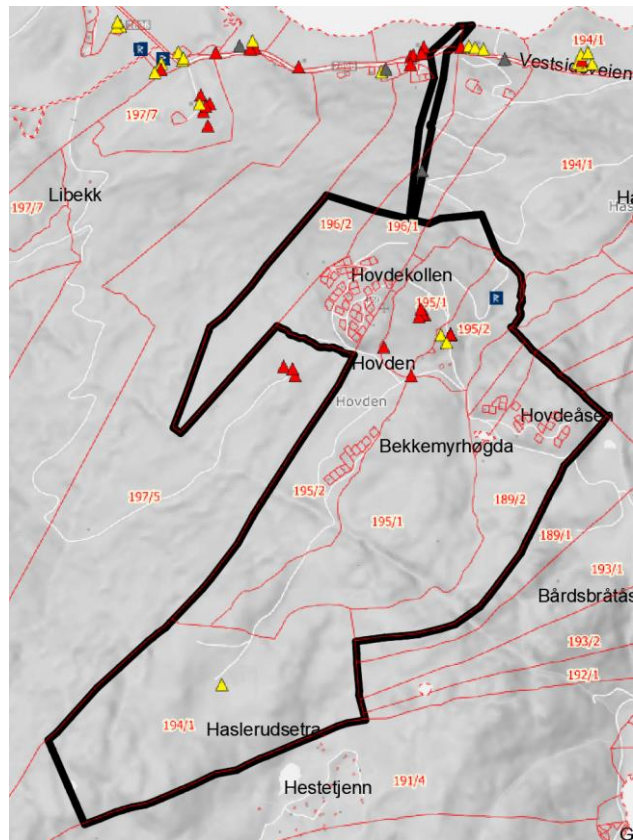 194/1
Vestsideveien
197/7
194/1
Libekk
197/7
196/2
196/1
Hovdekollen
195/1
195/2
Hovden
Hovden
Hovdeåsen
Bekkemyrhøgda
197/5
195/2
189/2
195/1
189/1
193/1
Bårdsbråtås
193/2
192/1
194/1
Haslerudsetra
191/4
Hestetjenn
G